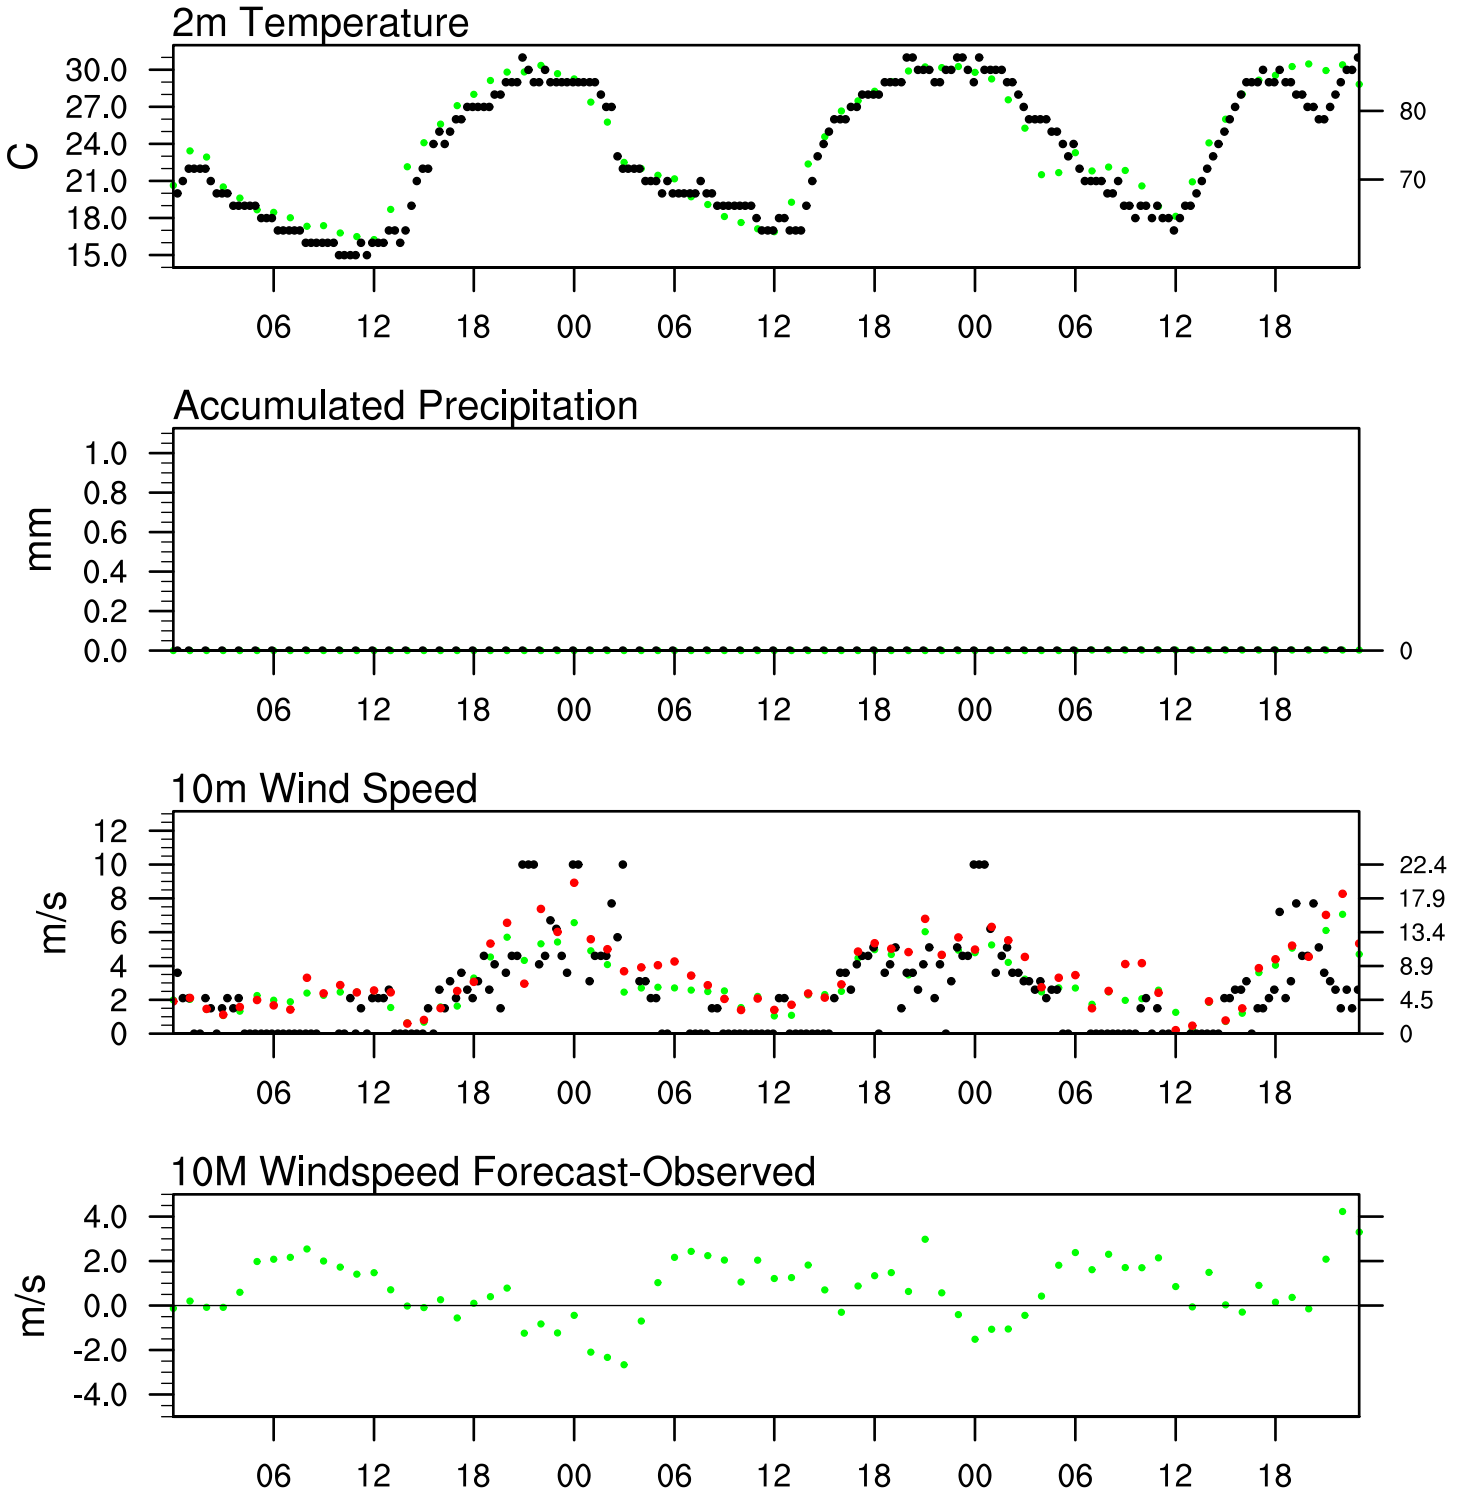 2m Temperature
30.0
27.0
24.0
21.0
18.0
15.0
C
80
70
06 12 18 00 06 12 18 00 06 12 18
Accumulated Precipitation
1.0
0.8
0.6
0.4
0.2
0.0
mm
0
06 12 18 00 06 12 18 00 06 12 18
10m Wind Speed
12
10
8
6
4
2
0
m/s
22.4
17.9
13.4
8.9
4.5
0
06 12 18 00 06 12 18 00 06 12 18
10M Windspeed Forecast-Observed
4.0
2.0
0.0
-2.0
-4.0
m/s
06 12 18 00 06 12 18 00 06 12 18